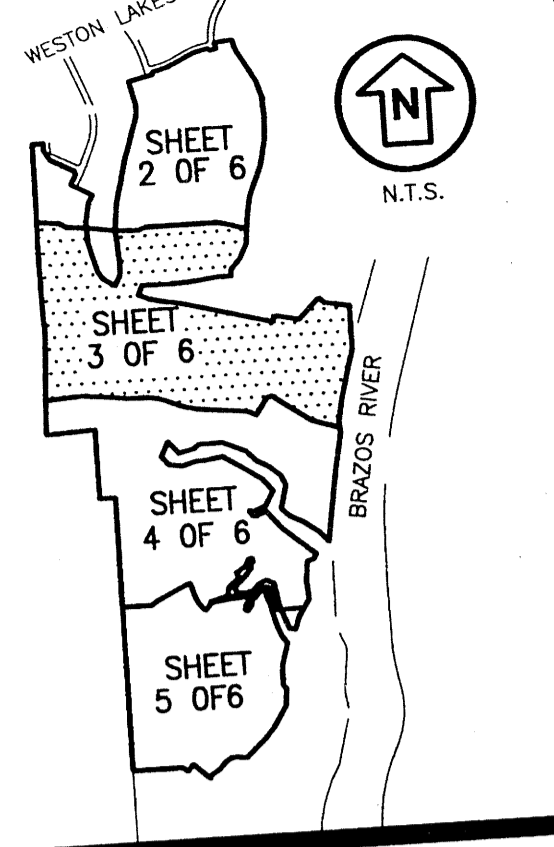 WESTON LAKES
N
N.T.S.
SHEET
2 OF 6
SHEET
3 OF 6
BRAZOS RIVER
SHEET
4 OF 6
SHEET
5 OF6